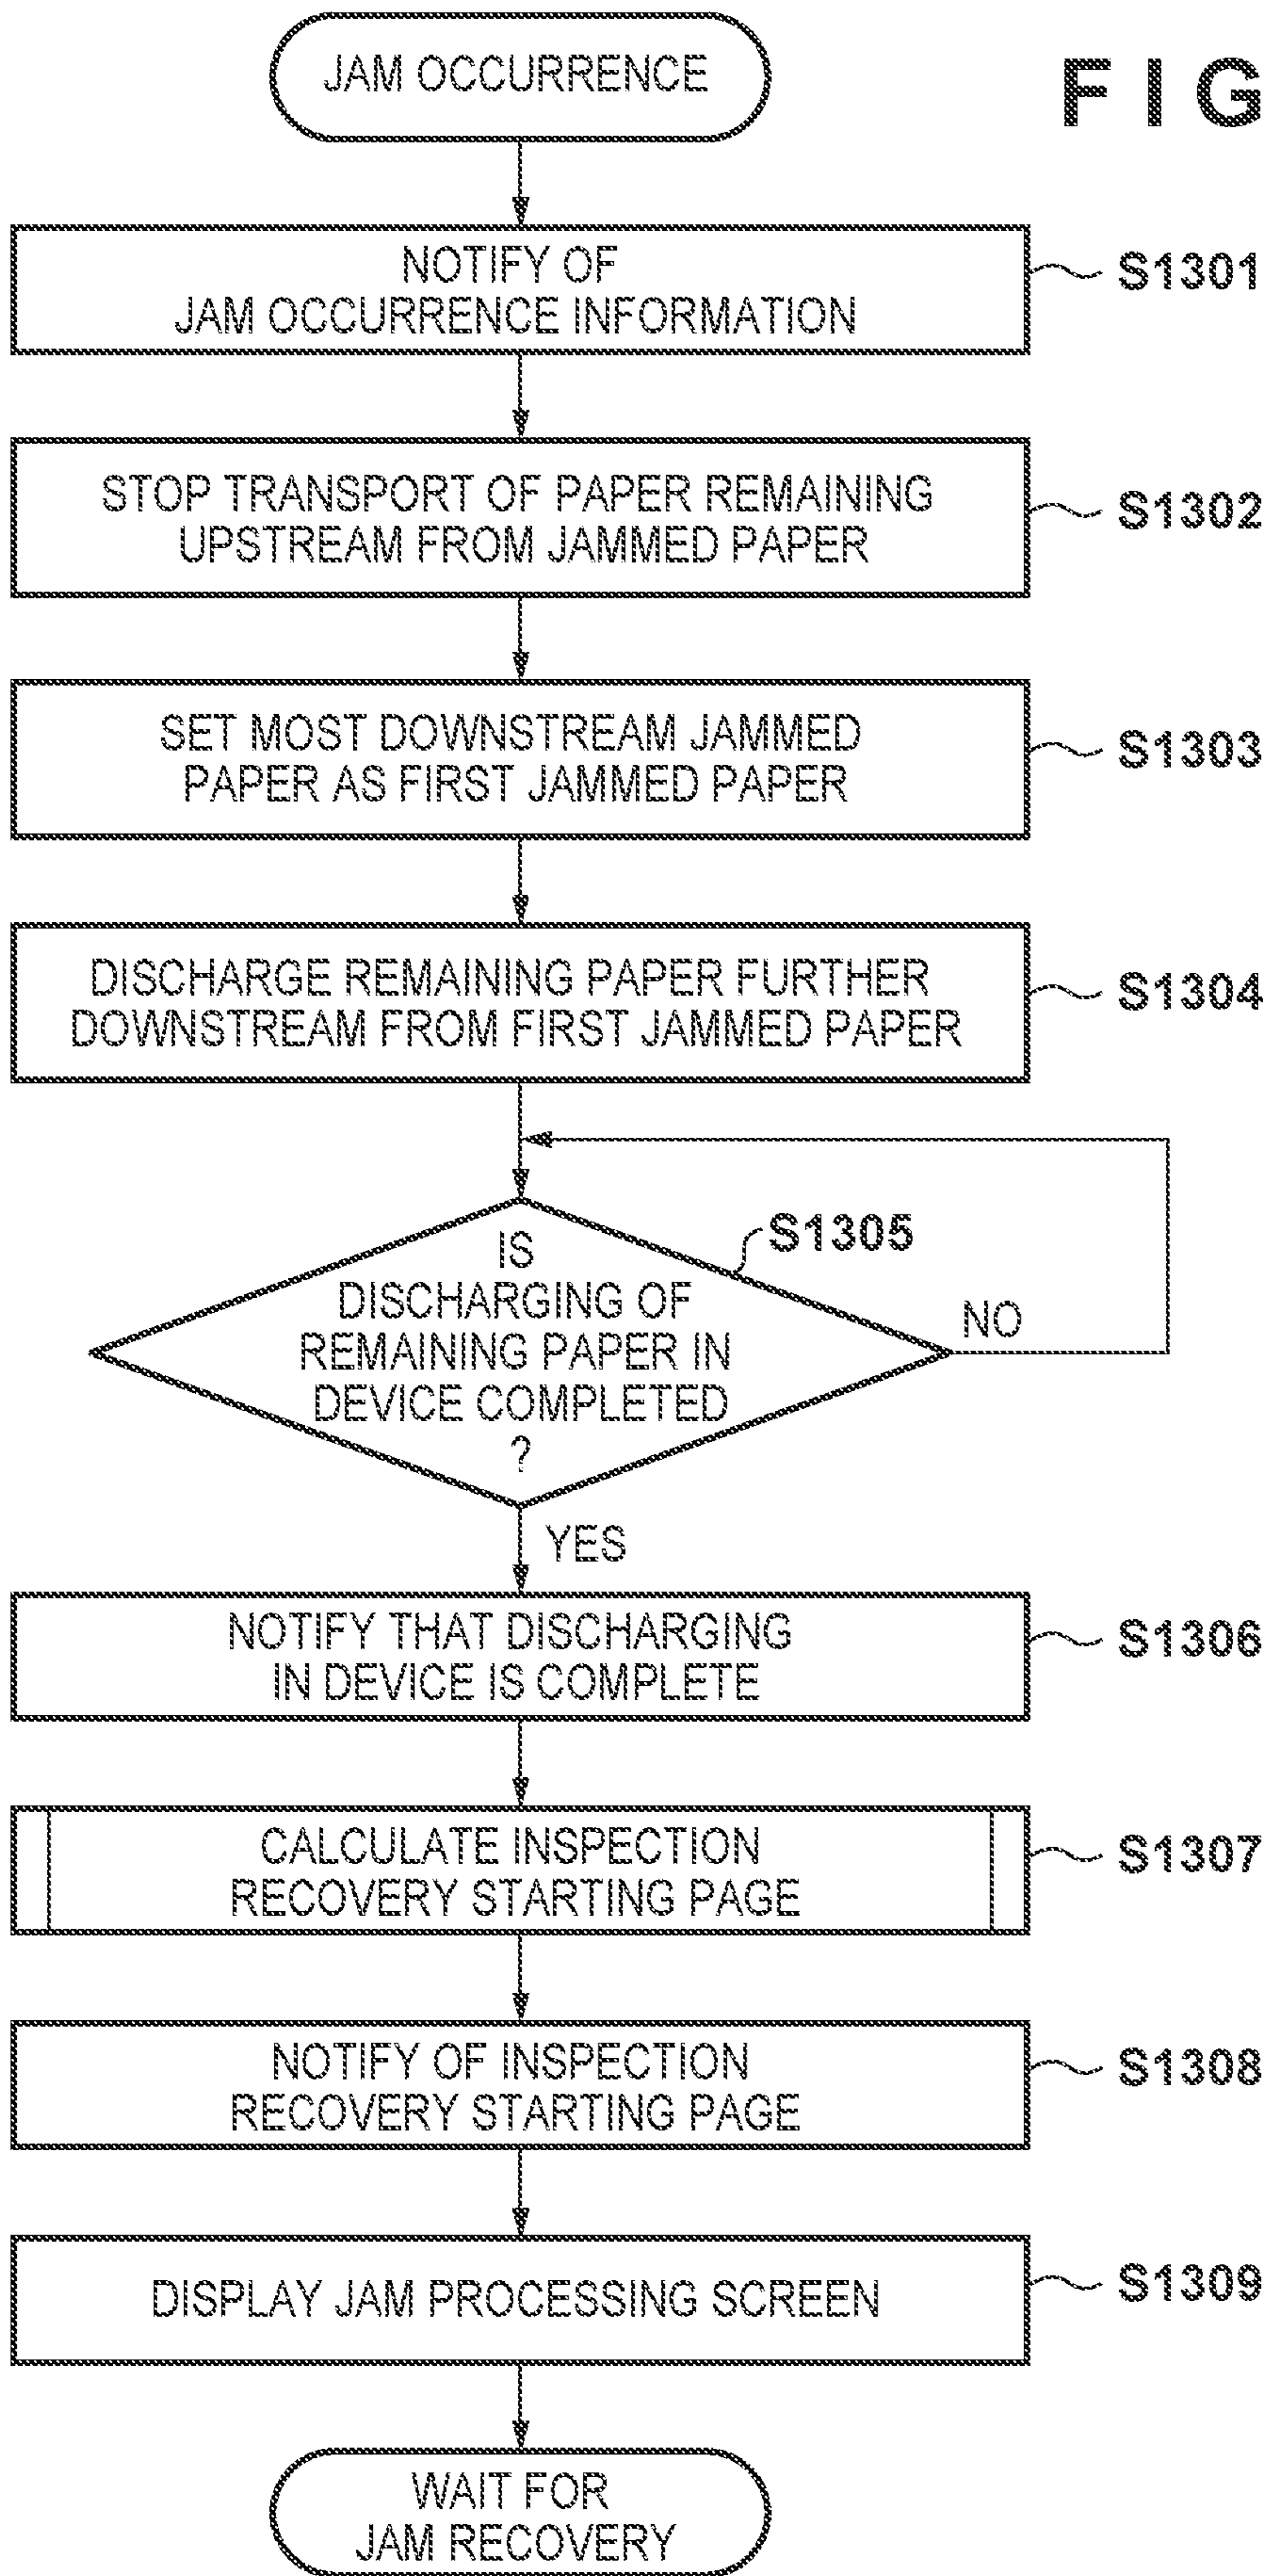 JAM OCCURRENCE
FIG
NOTIFY OF
JAM OCCURRENCE INFORMATION
S1301
STOP TRANSPORT OF PAPER REMAINING
UPSTREAM FROM JAMMED PAPER
S1302
SET MOST DOWNSTREAM JAMMED
PAPER AS FIRST JAMMED PAPER
S1303
DISCHARGE REMAINING PAPER FURTHER
DOWNSTREAM FROM FIRST JAMMED PAPER
S1304
S1305
IS
DISCHARGING OF
REMAINING PAPER IN
DEVICE COMPLETED
?
NO
YES
NOTIFY THAT DISCHARGING
IN DEVICE IS COMPLETE
S1306
CALCULATE INSPECTION
RECOVERY STARTING PAGE
S1307
NOTIFY OF INSPECTION
RECOVERY STARTING PAGE
S1308
DISPLAY JAM PROCESSING SCREEN
S1309
WAIT FOR
JAM RECOVERY